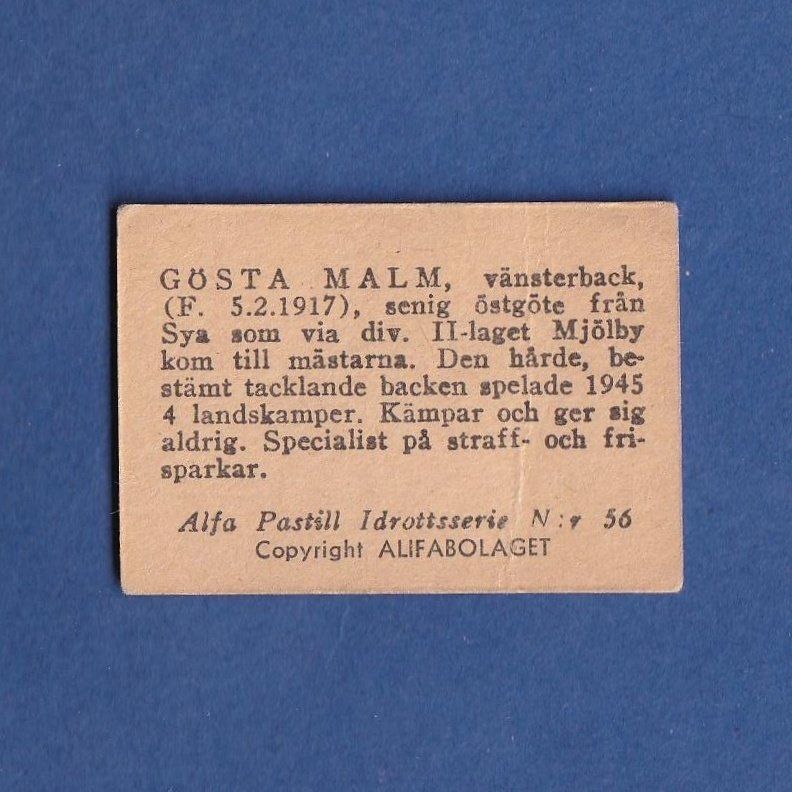 GÖSTA MALM, vänsterback,
(F. 5.2.1917), senig östgöte från
Sya som via div. II-laget Mjölby
kom till mästarna. Den hårde, be-
stämt tacklande backen spelade 1945
4 landskamper. Kämpar och ger sig
aldrig. Specialist på straff- och fri-
sparkar.
Alfa Pastill Idrottsserie N:r 56
Copyright ALIFABOLAGET